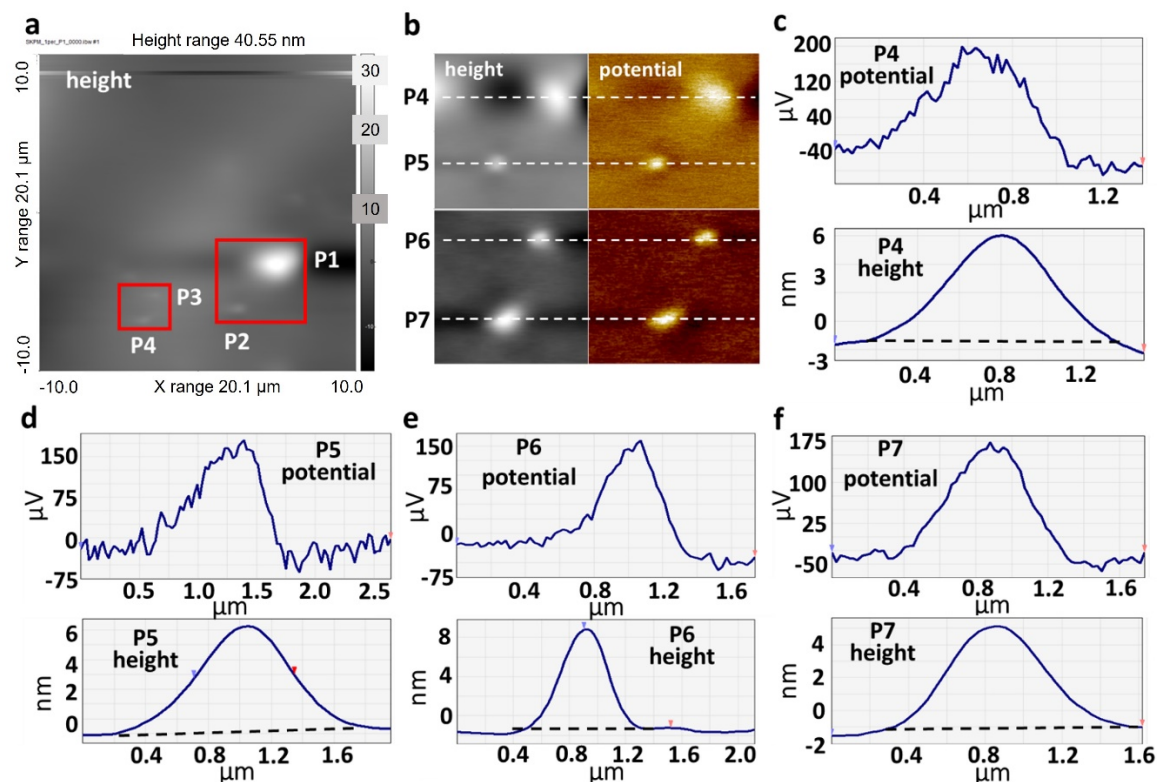 a
SKPM_1per_P1_0000.ibw #1
Height range 40.55 nm
height
10.0
Y range 20.1 µm
-10.0
-10.0
X range 20.1 µm
10.0
30
20
10
P1
P2
P3
P4
b
height
potential
P4
P5
P6
P7
c
P4
potential
200
120
40
-40
µV
0.4
0.8
1.2
µm
P4
height
6
3
0
-3
nm
0.4
0.8
1.2
µm
d
P5
potential
150
75
0
-75
µV
0.5
1.0
1.5
2.0
2.5
µm
P5
height
6
4
2
0
nm
0.4
0.8
1.2
1.6
µm
e
P6
potential
150
75
0
-75
µV
0.4
0.8
1.2
1.6
µm
P6
height
8
4
0
nm
0.4
0.8
1.2
1.6
2.0
µm
f
P7
potential
175
100
25
-50
µV
0.4
0.8
1.2
1.6
µm
P7
height
4
2
0
-2
nm
0.4
0.8
1.2
1.6
µm